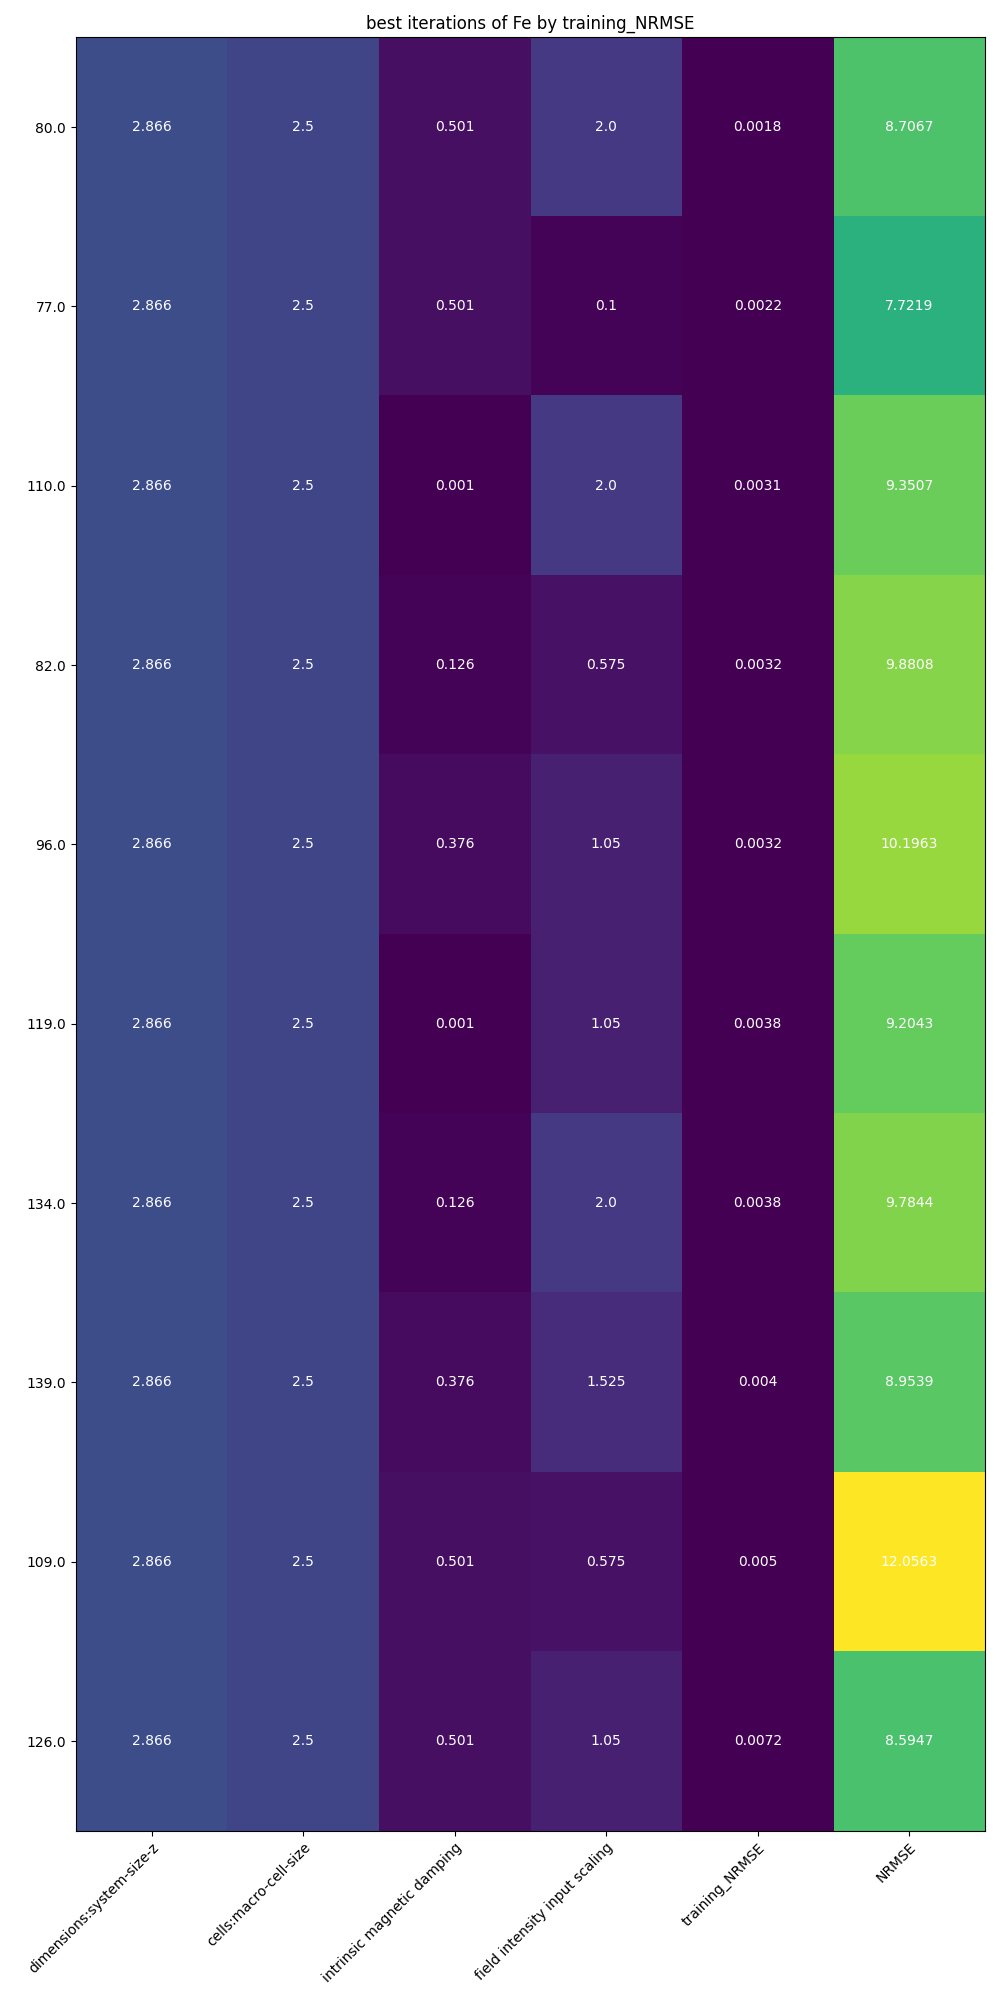 best iterations of Fe by training_NRMSE
80.0 2.866 2.5 0.501 2.0 0.0018 8.7067
77.0 2.866 2.5 0.501 0.1 0.0022 7.7219
110.0 2.866 2.5 0.001 2.0 0.0031 9.3507
82.0 2.866 2.5 0.126 0.575 0.0032 9.8808
96.0 2.866 2.5 0.376 1.05 0.0032 10.1963
119.0 2.866 2.5 0.001 1.05 0.0038 9.2043
134.0 2.866 2.5 0.126 2.0 0.0038 9.7844
139.0 2.866 2.5 0.376 1.525 0.004 8.9539
109.0 2.866 2.5 0.501 0.575 0.005 12.0563
126.0 2.866 2.5 0.501 1.05 0.0072 8.5947
dimensions:system-size-z
cells:macro-cell-size
intrinsic magnetic damping
field intensity input scaling
training_NRMSE
NRMSE